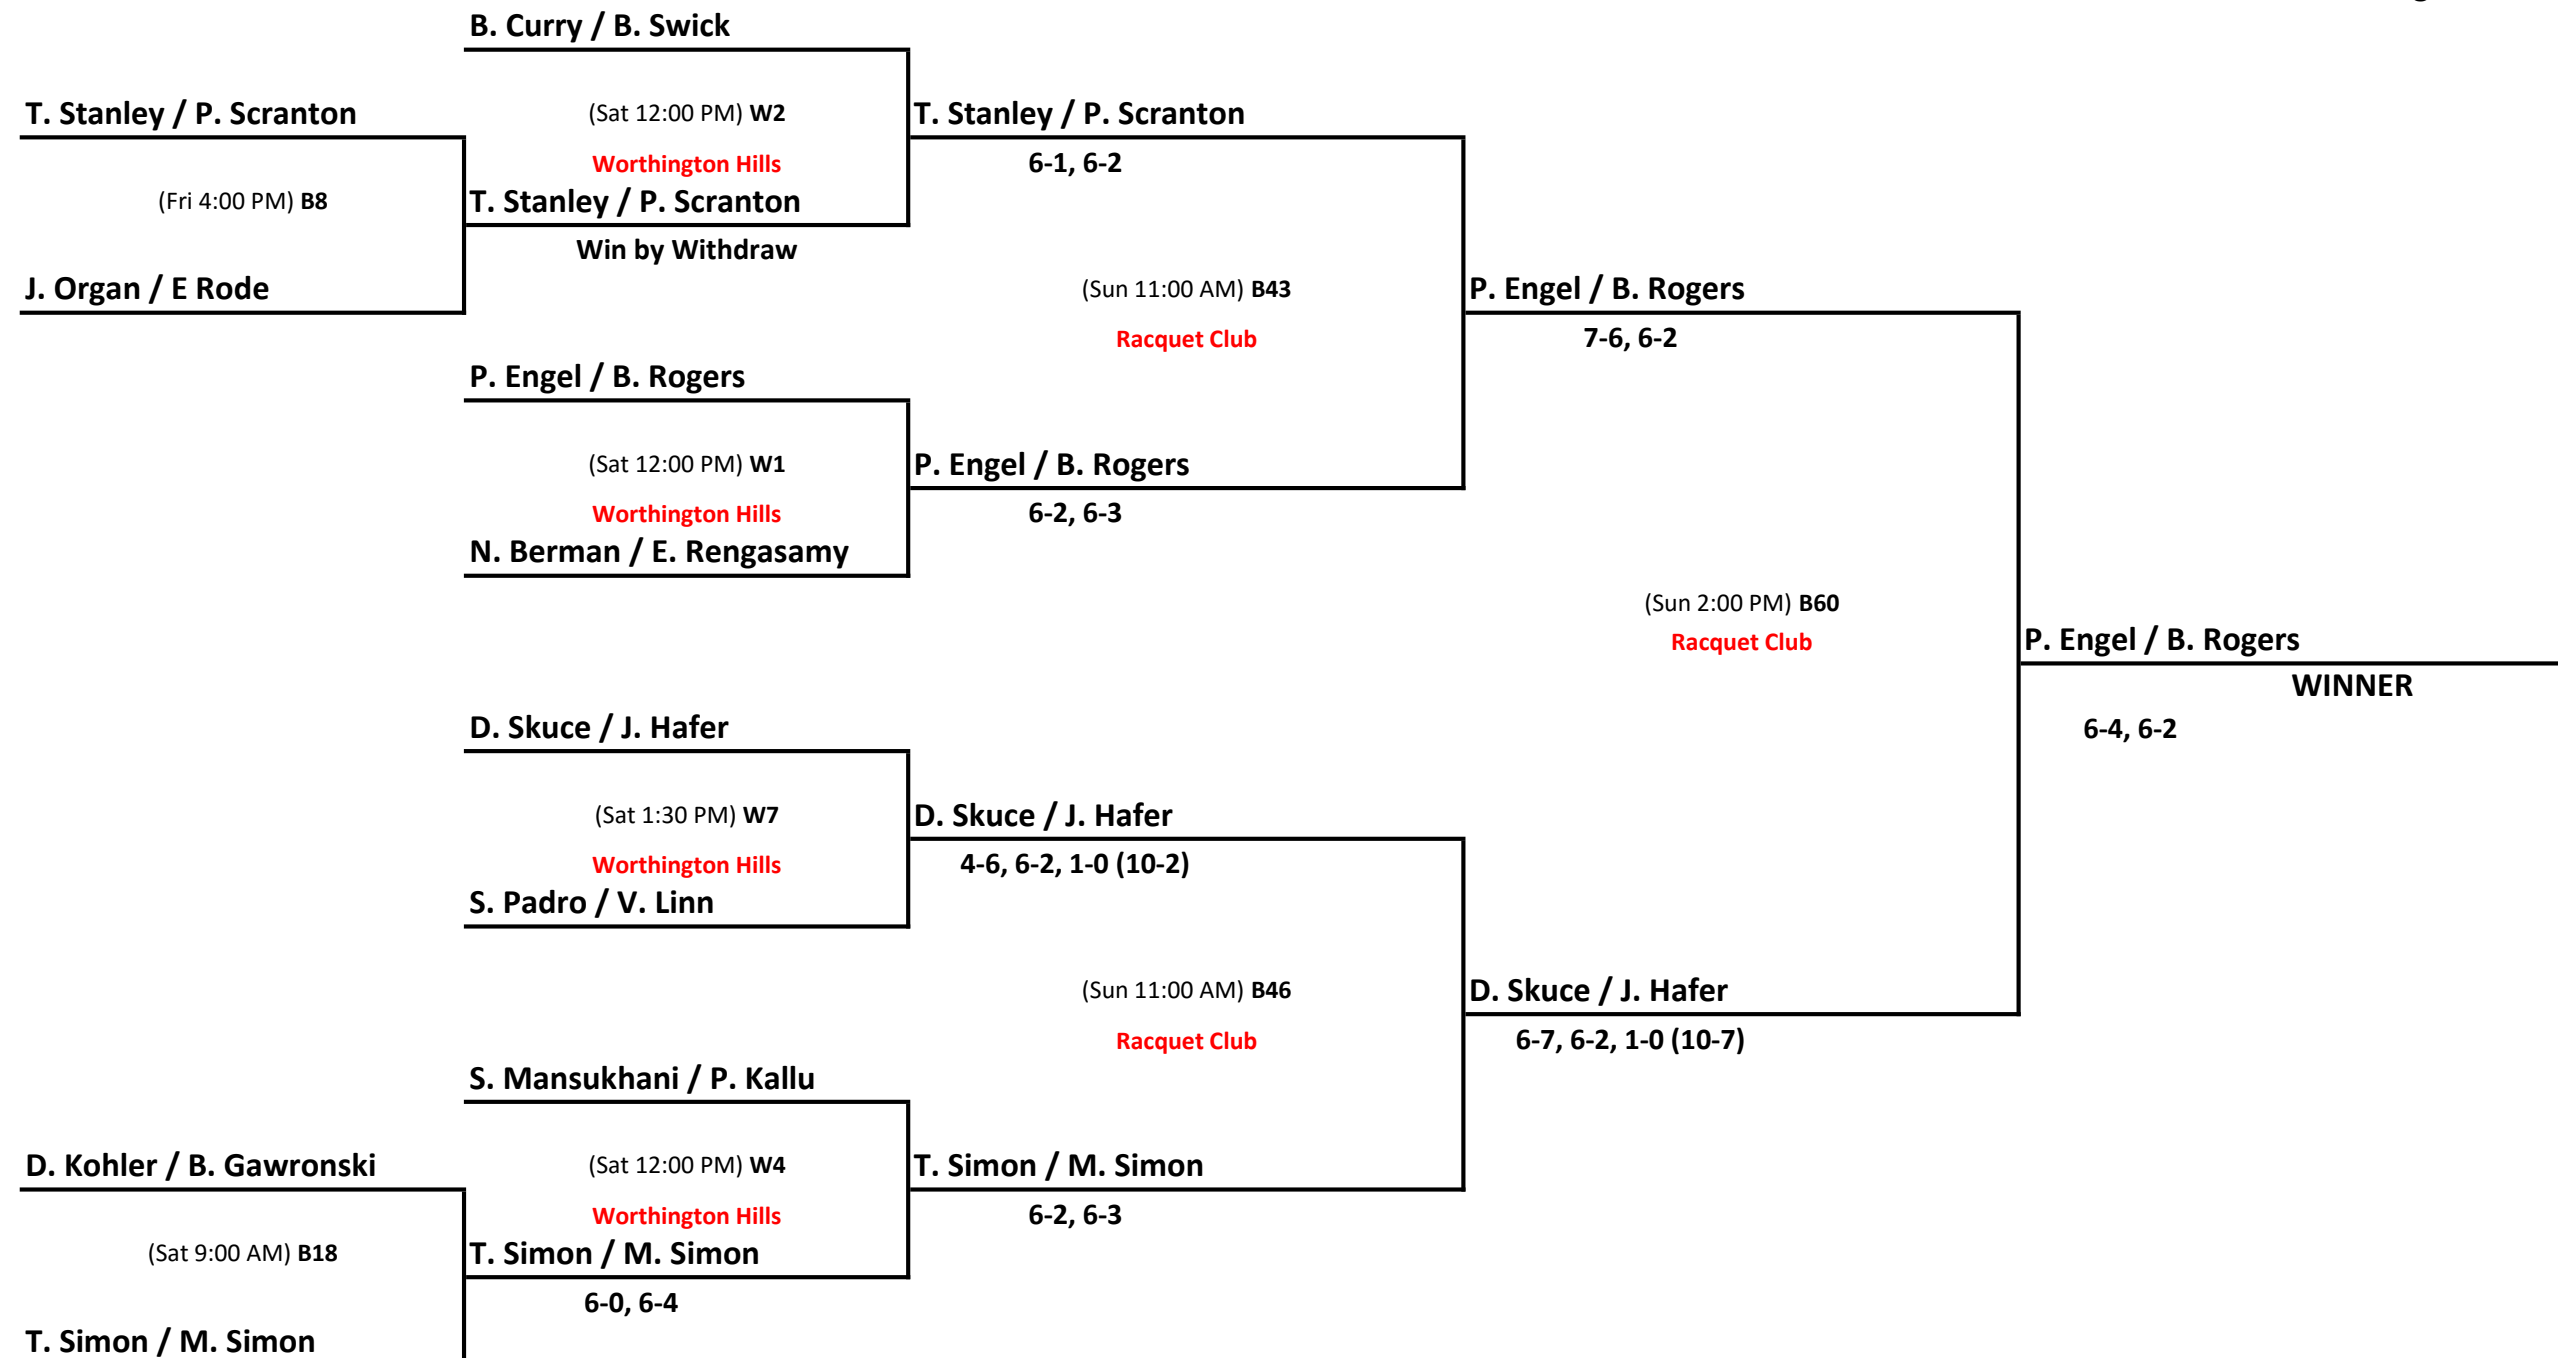 B. Curry / B. Swick
T. Stanley / P. Scranton
(Sat 12:00 PM) W2
T. Stanley / P. Scranton
Worthington Hills
6-1, 6-2
(Fri 4:00 PM) B8
T. Stanley / P. Scranton
Win by Withdraw
J. Organ / E Rode
(Sun 11:00 AM) B43
P. Engel / B. Rogers
Racquet Club
7-6, 6-2
P. Engel / B. Rogers
(Sat 12:00 PM) W1
P. Engel / B. Rogers
Worthington Hills
6-2, 6-3
N. Berman / E. Rengasamy
(Sun 2:00 PM) B60
Racquet Club
P. Engel / B. Rogers
WINNER
D. Skuce / J. Hafer
6-4, 6-2
(Sat 1:30 PM) W7
D. Skuce / J. Hafer
Worthington Hills
4-6, 6-2, 1-0 (10-2)
S. Padro / V. Linn
(Sun 11:00 AM) B46
D. Skuce / J. Hafer
Racquet Club
6-7, 6-2, 1-0 (10-7)
S. Mansukhani / P. Kallu
D. Kohler / B. Gawronski
(Sat 12:00 PM) W4
T. Simon / M. Simon
Worthington Hills
6-2, 6-3
(Sat 9:00 AM) B18
T. Simon / M. Simon
6-0, 6-4
T. Simon / M. Simon